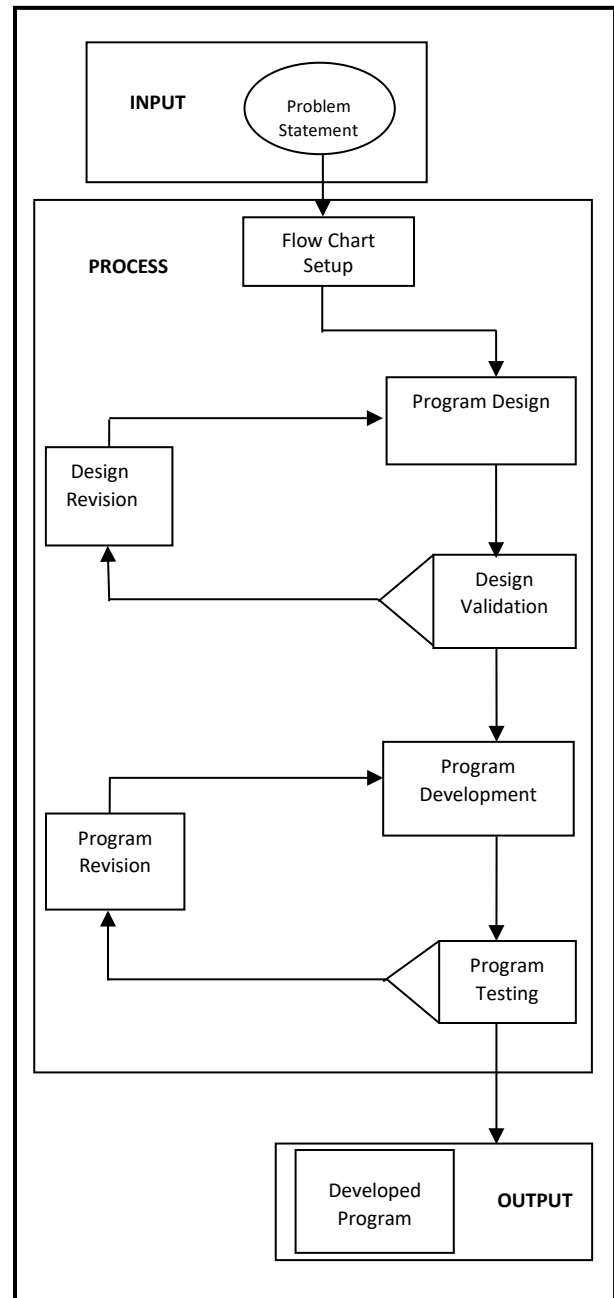 INPUT
Problem
Statement
Flow Chart
Setup
PROCESS
Program Design
Design
Revision
Design
Validation
Program
Development
Program
Revision
Program
Testing
Developed
Program
OUTPUT